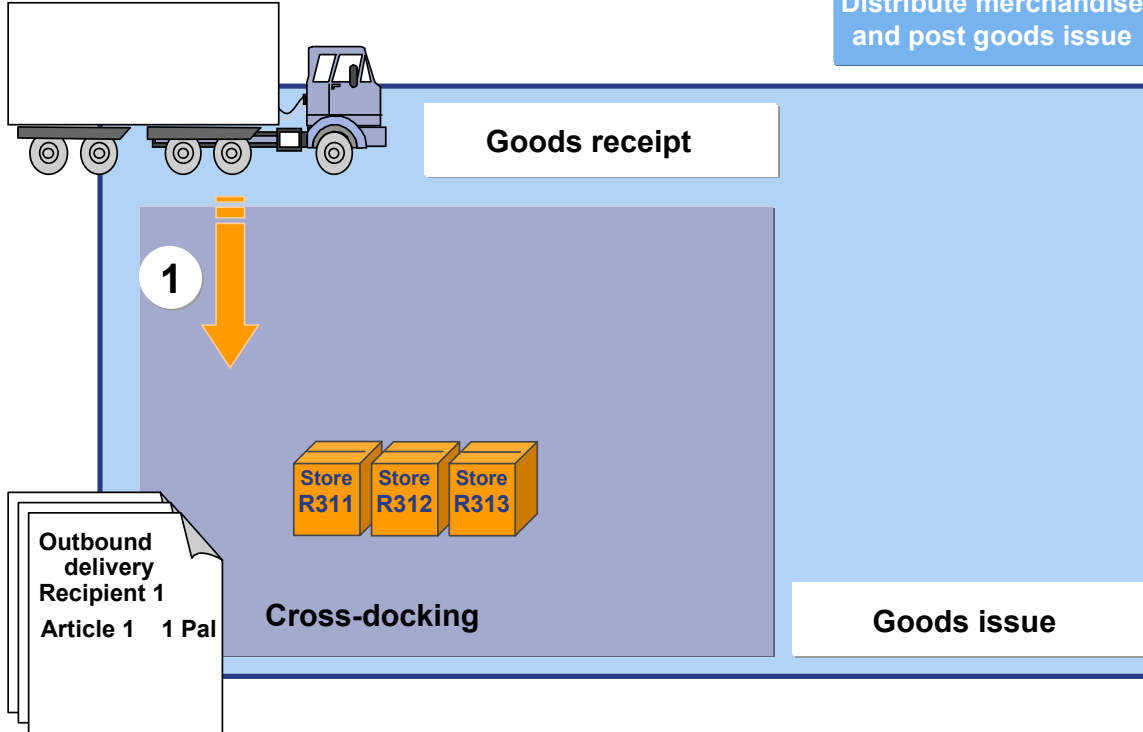 Distribute merchandise
and post goods issue
Goods receipt
1
Store
R311
Store
R312
Store
R313
Outbound
delivery
Recipient 1
Article 1 1 Pal
Cross-docking
Goods issue